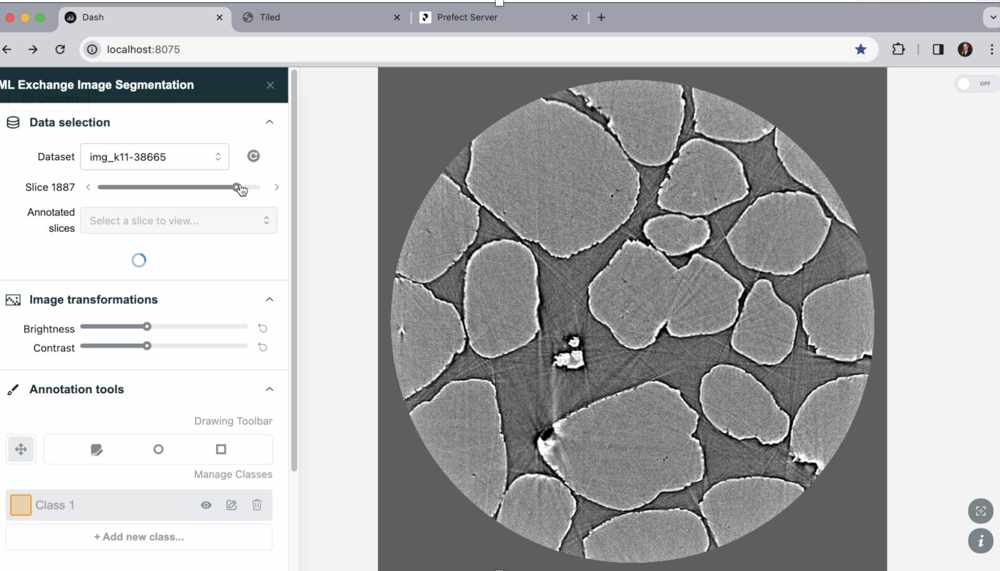 Dash
Tiled
Prefect Server
localhost:8075
ML Exchange Image Segmentation
Controls
OFF
Data selection
Dataset
img_k11-38665
Slice 1887
Annotated
slices
Select a slice to view...
Image transformations
Brightness
Contrast
Annotation tools
Drawing Toolbar
Manage Classes
Class 1
+ Add new class...